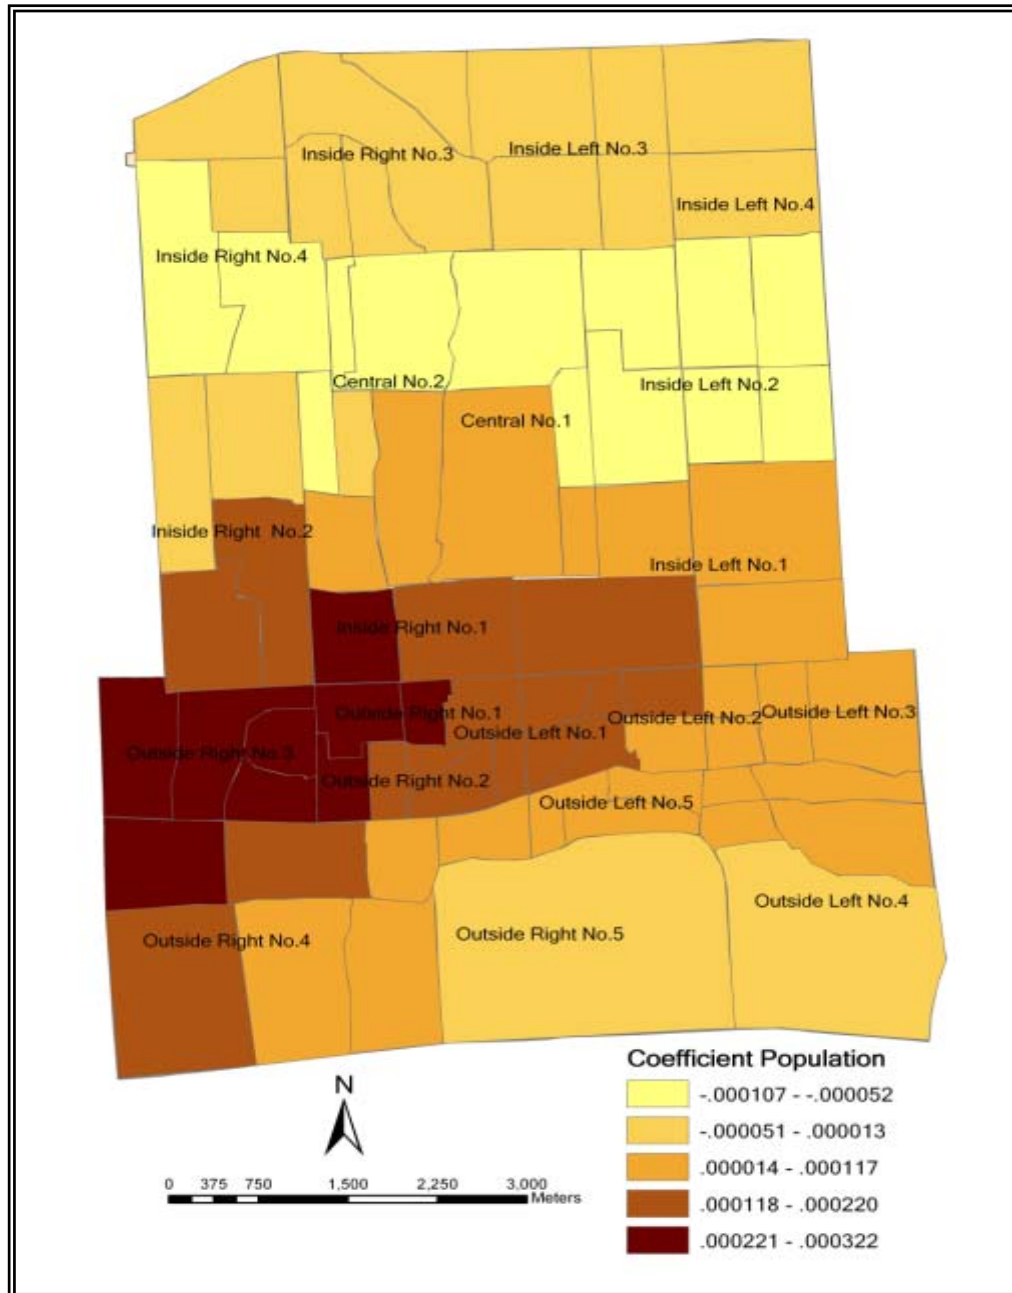 Inside Right No.3
Inside Left No.3
Inside Left No.4
Inside Right No.4
Central No.2
Inside Left No.2
Central No.1
Iniside Right No.2
Inside Left No.1
Inside Right No.1
Outside Right No.1
Outside Left No.2
Outside Left No.3
Outside Right No.3
Outside Left No.1
Outside Right No.2
Outside Left No.5
Outside Left No.4
Outside Right No.4
Outside Right No.5
Coefficient Population
-.000107 - -.000052
-.000051 - .000013
.000014 - .000117
.000118 - .000220
.000221 - .000322
N
0 375 750 1,500 2,250 3,000
Meters